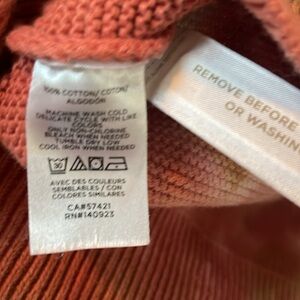 100% COTTON/ COTON/
ALGODÓN
MACHINE WASH COLD
DELICATE CYCLE WITH LIKE
COLORS
ONLY NON-CHLORINE
BLEACH WHEN NEEDED
TUMBLE DRY LOW
COOL IRON WHEN NEEDED
30
AVEC DES COULEURS
SEMBLABLES / CON
COLORES SIMILARES
CA#57421
RN#140923
REMOVE BEFORE
OR WASHIN